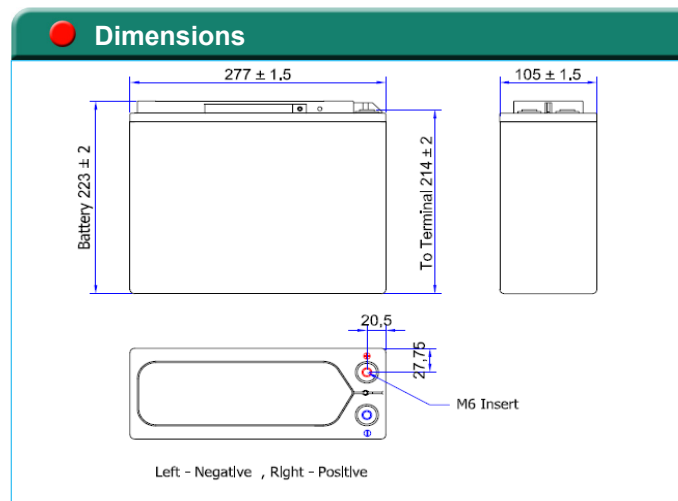 Dimensions
277 ± 1.5
105 ± 1.5
Battery 223 ± 2
To Terminal 214 ± 2
20,5
27,75
M6 Insert
Left - Negative , Right - Positive